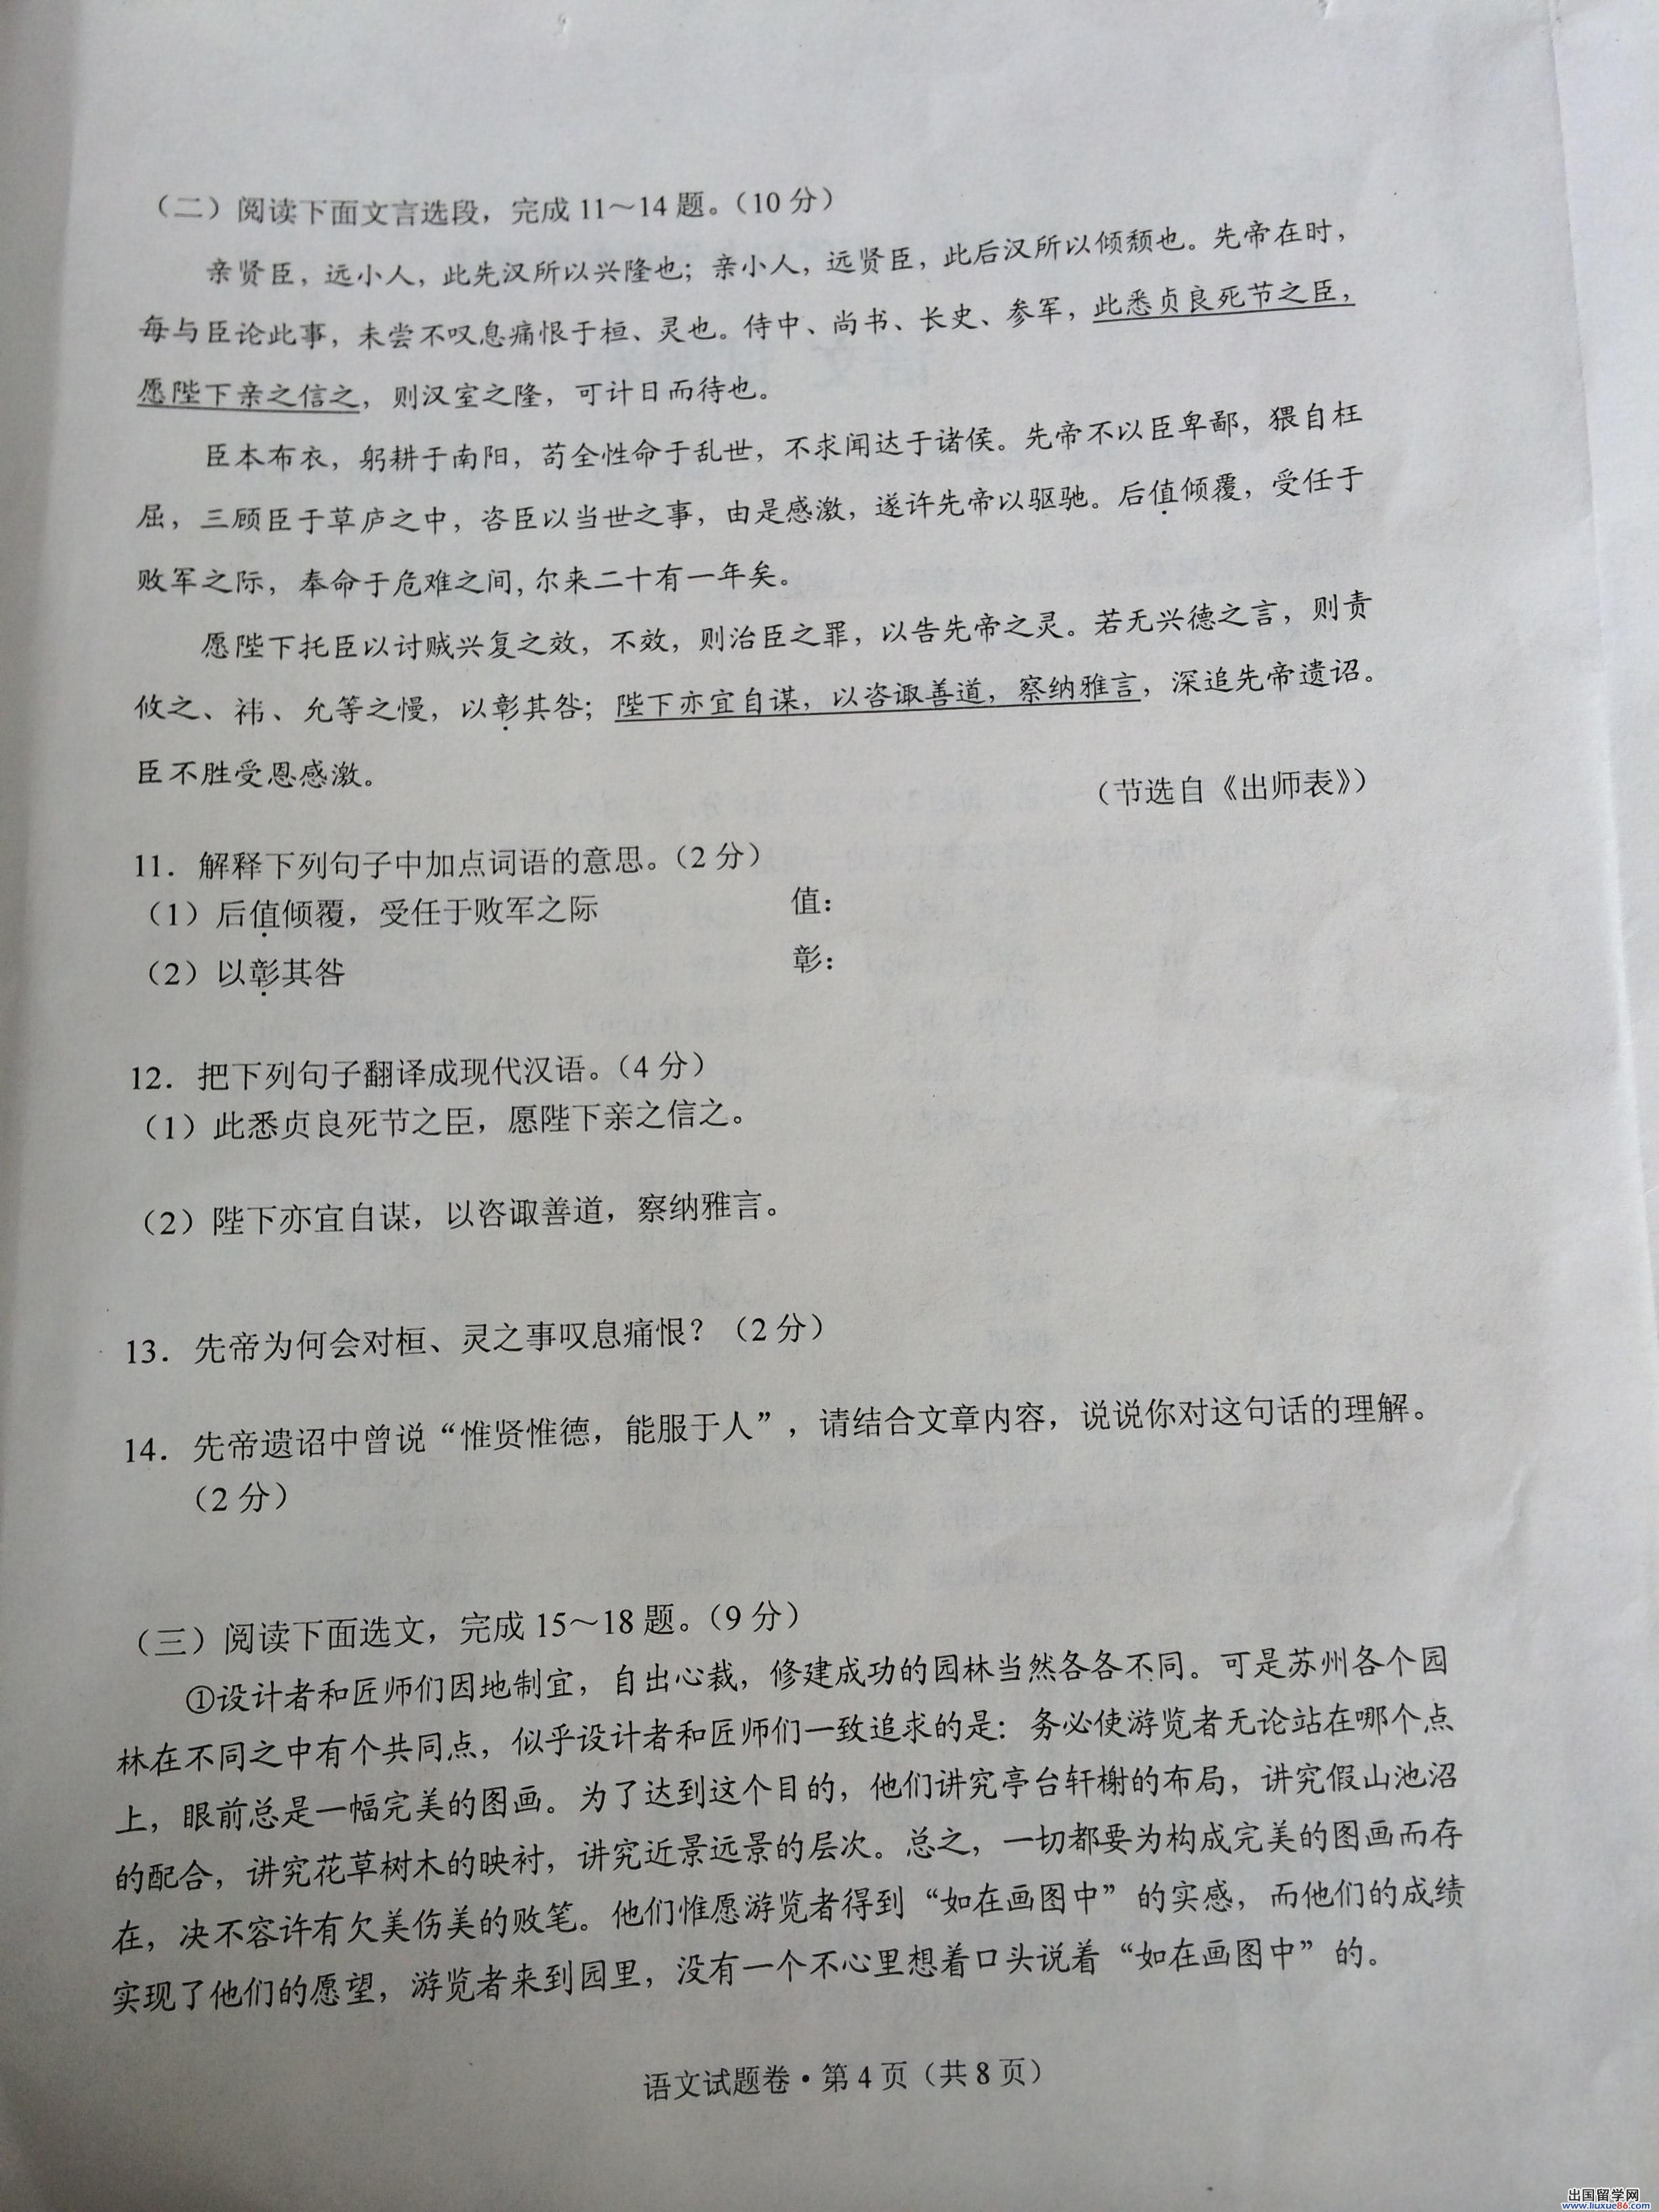 （二）阅读下面文言选段，完成11～14题。（10分）
亲贤臣，远小人，此先汉所以兴隆也；亲小人，远贤臣，此后汉所以倾颓也。先帝在时，
每与臣论此事，未尝不叹息痛恨于桓、灵也。侍中、尚书、长史、参军，此悉贞良死节之臣，
愿陛下亲之信之，则汉室之隆，可计日而待也。
臣本布衣，躬耕于南阳，苟全性命于乱世，不求闻达于诸侯。先帝不以臣卑鄙，猥自枉
屈，三顾臣于草庐之中，咨臣以当世之事，由是感激，遂许先帝以驱驰。后值倾覆，受任于
败军之际，奉命于危难之间，尔来二十有一年矣。
愿陛下托臣以讨贼兴复之效，不效，则治臣之罪，以告先帝之灵。若无兴德之言，则责
攸之、祎、允等之慢，以彰其咎；陛下亦宜自谋，以咨诹善道，察纳雅言，深追先帝遗诏。
臣不胜受恩感激。
（节选自《出师表》）
11．解释下列句子中加点词语的意思。（2分）
（1）后值倾覆，受任于败军之际 值：
（2）以彰其咎 彰：
12．把下列句子翻译成现代汉语。（4分）
（1）此悉贞良死节之臣，愿陛下亲之信之。
（2）陛下亦宜自谋，以咨诹善道，察纳雅言。
13．先帝为何会对桓、灵之事叹息痛恨？（2分）
14．先帝遗诏中曾说“惟贤惟德，能服于人”，请结合文章内容，说说你对这句话的理解。
（2分）
（三）阅读下面选文，完成15～18题。（9分）
①设计者和匠师们因地制宜，自出心裁，修建成功的园林当然各各不同。可是苏州各个园
林在不同之中有个共同点，似乎设计者和匠师们一致追求的是：务必使游览者无论站在哪个点
上，眼前总是一幅完美的图画。为了达到这个目的，他们讲究亭台轩榭的布局，讲究假山池沼
的配合，讲究花草树木的映衬，讲究近景远景的层次。总之，一切都要为构成完美的图画而存
在，决不容许有欠美伤美的败笔。他们惟愿游览者得到“如在画图中”的实感，而他们的成绩
实现了他们的愿望，游览者来到园里，没有一个不心里想着口头说着“如在画图中”的。
语文试题卷·第4页（共8页）
出国留学网
www.liuxue86.com